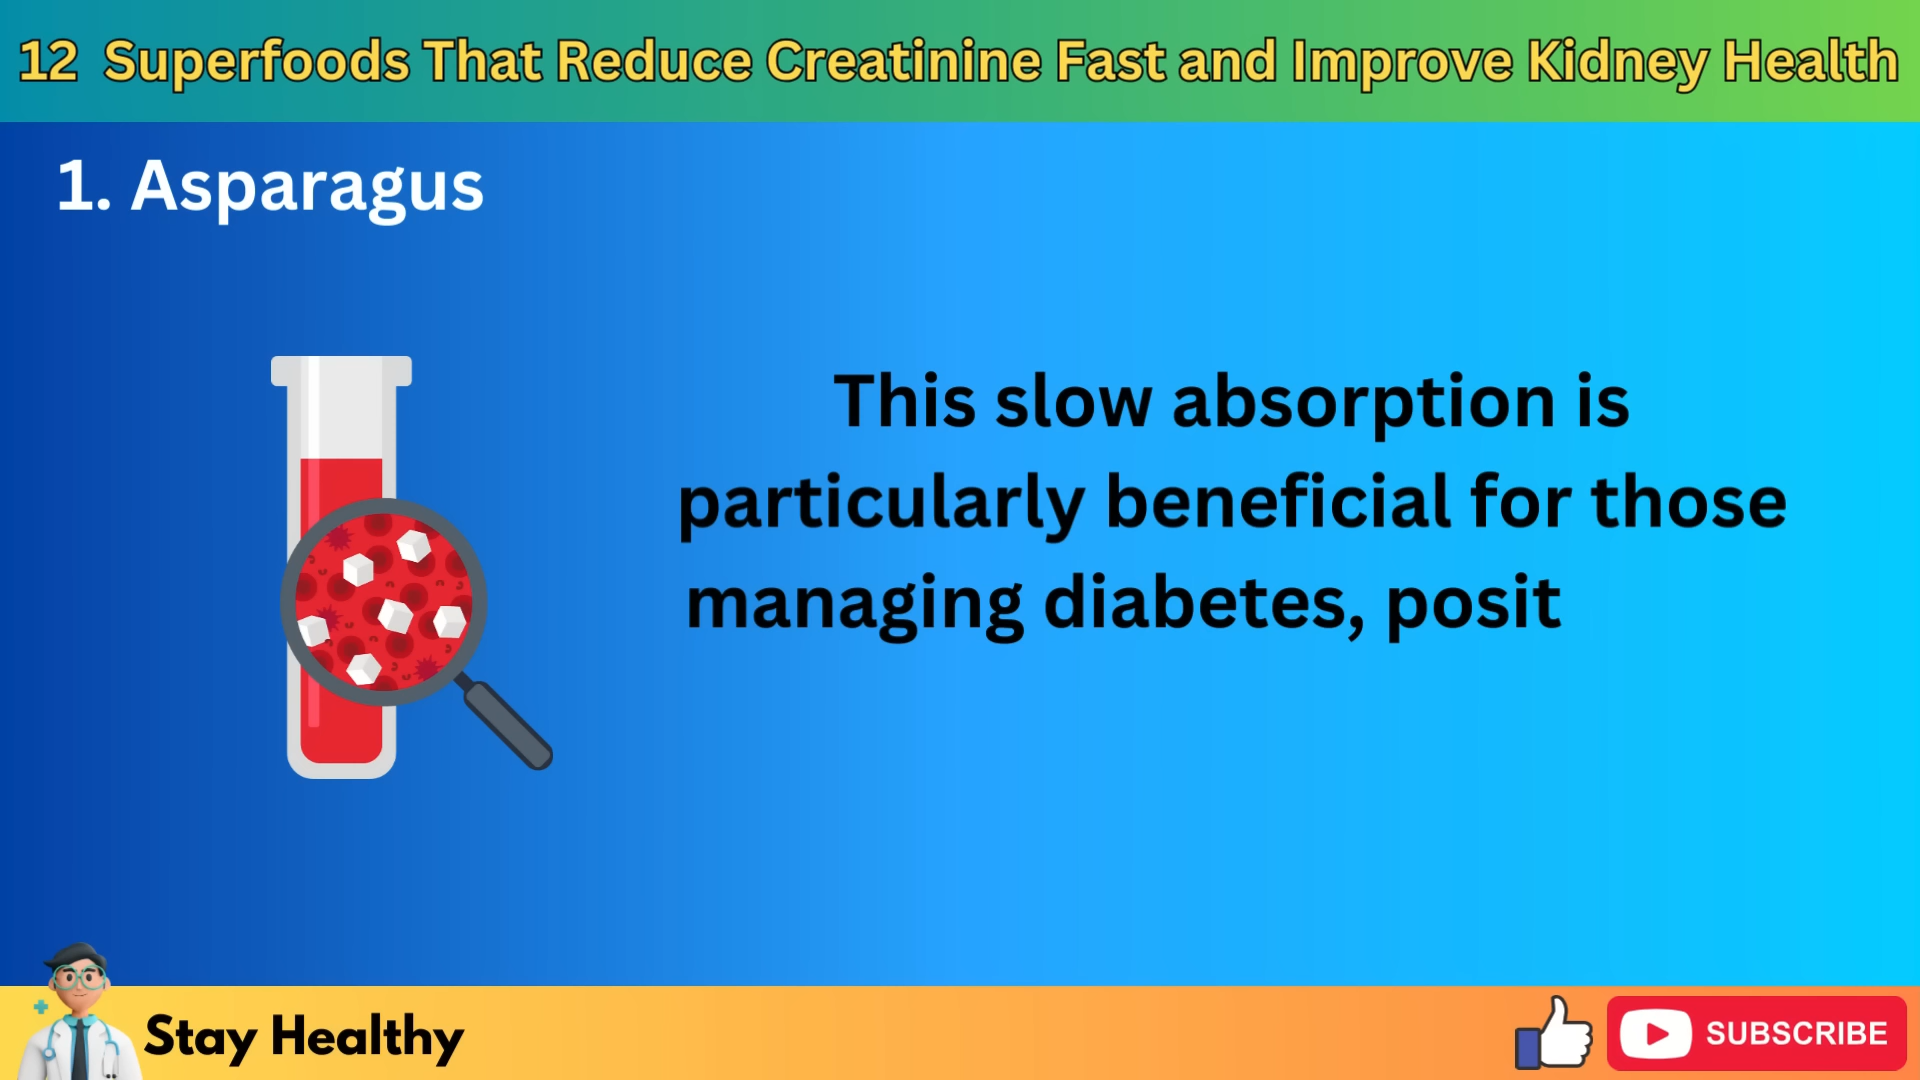 12 Superfoods That Reduce Creatinine Fast and Improve Kidney Health
1. Asparagus
This slow absorption is
particularly beneficial for those
managing diabetes, posit
Stay Healthy
SUBSCRIBE